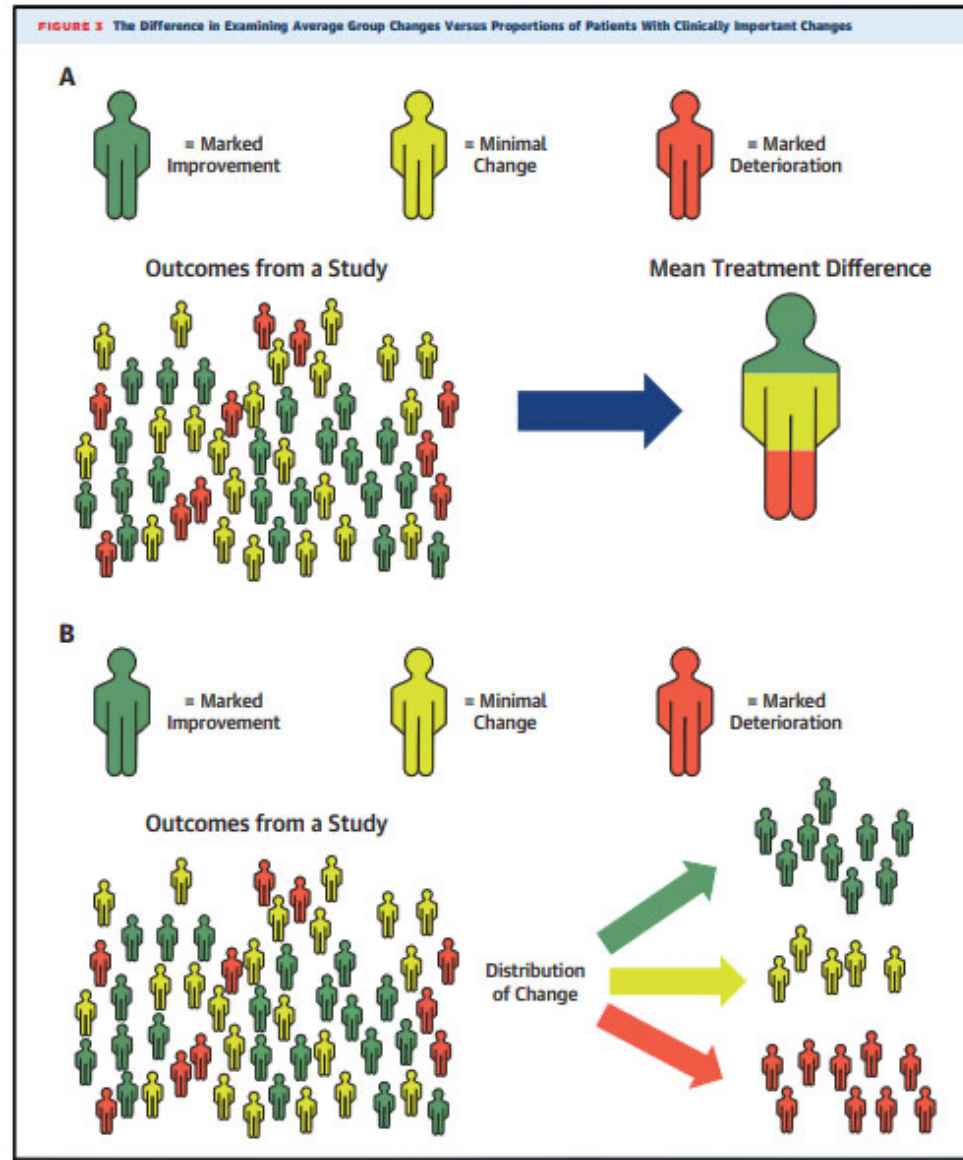 FIGURE 3 The Difference in Examining Average Group Changes Versus Proportions of Patients With Clinically Important Changes
A
= Marked
Improvement
= Minimal
Change
= Marked
Deterioration
Outcomes from a Study
Mean Treatment Difference
B
= Marked
Improvement
= Minimal
Change
= Marked
Deterioration
Outcomes from a Study
Distribution
of Change